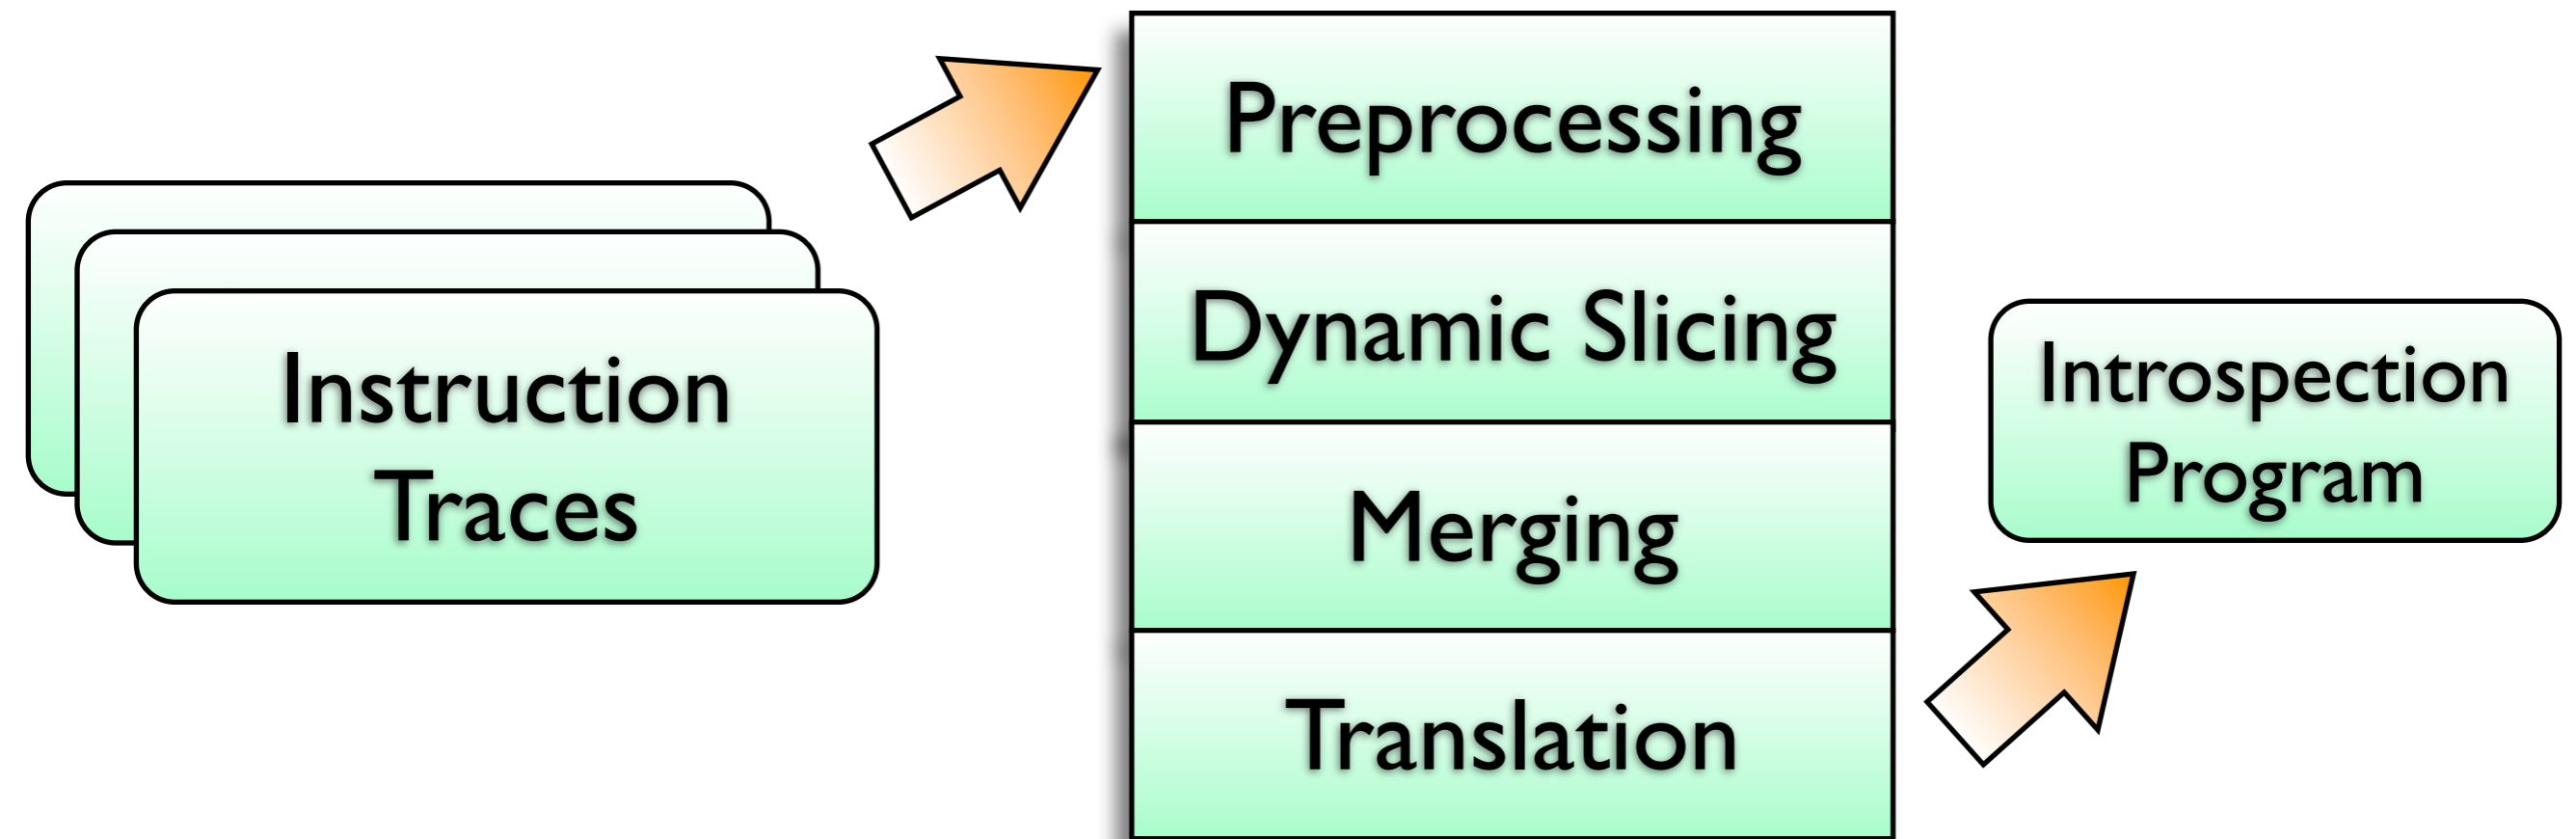 Instruction
Traces
Preprocessing
Dynamic Slicing
Merging
Translation
Introspection
Program